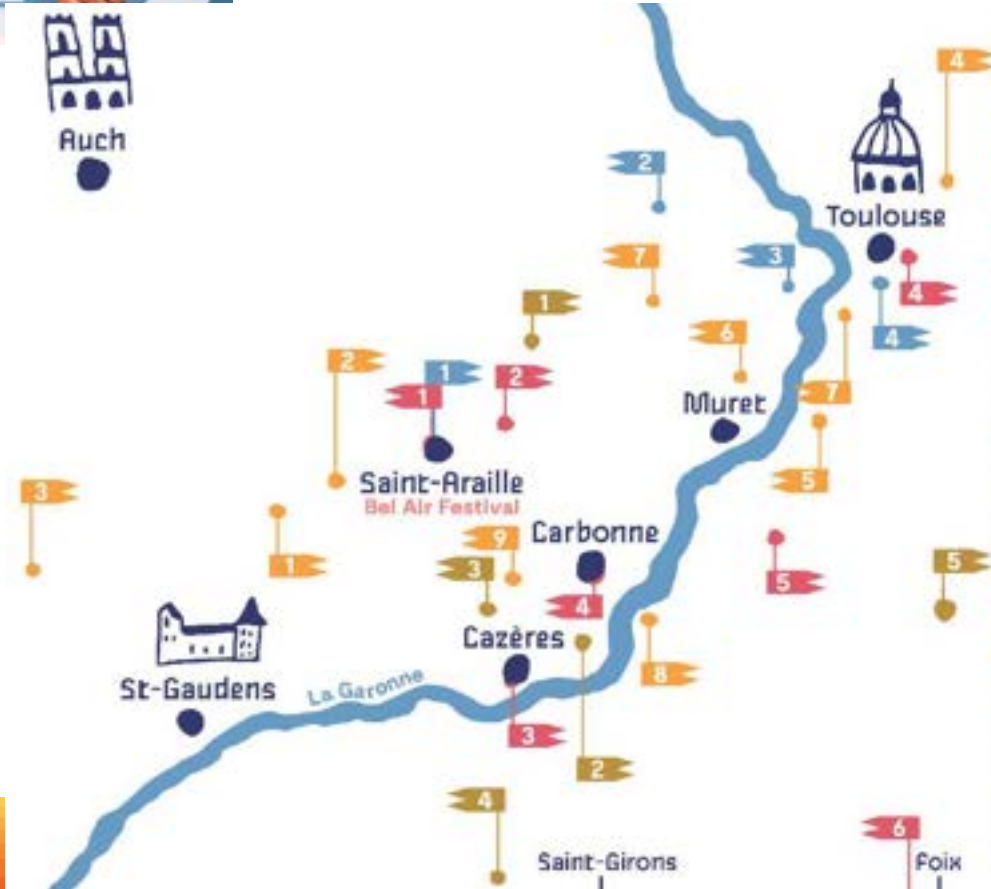 4
Auch
2
Toulouse
7
3
4
1
4
6
2
1
2
1
7
Muret
Saint-Araille
5
3
Bel Air Festival
9
Carbonne
1
3
5
5
4
Cazères
8
St-Gaudens
La Garonne
3
2
4
6
Saint-Girons
Foix